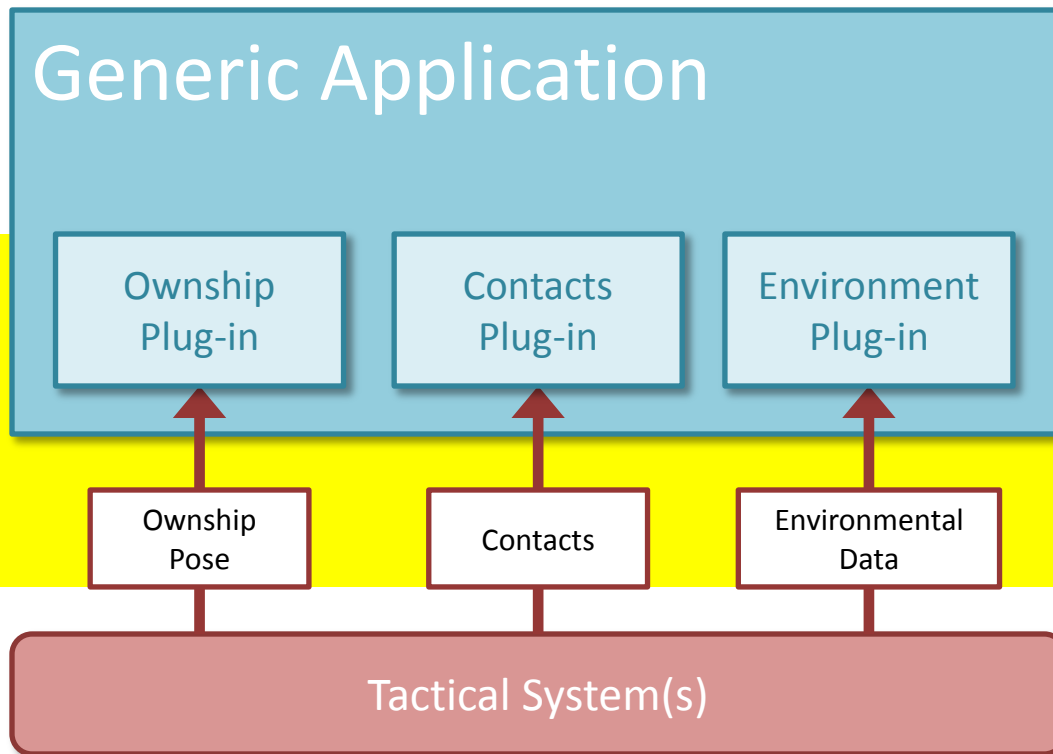 Generic Application
Ownship
Plug-in
Contacts
Plug-in
Environment
Plug-in
Ownship
Pose
Contacts
Environmental
Data
Tactical System(s)